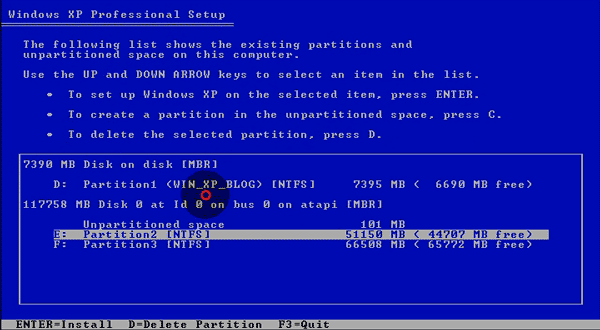 Windows XP Professional Setup
The following list shows the existing partitions and
unpartitioned space on this computer.
Use the UP and DOWN ARROW keys to select an item in the list.
• To set up Windows XP on the selected item, press ENTER.
• To create a partition in the unpartitioned space, press C.
• To delete the selected partition, press D.
7390 MB Disk on disk [MBR]
D: Partition1 (WIN_XP_BLOG) [NTFS] 7395 MB ( 6690 MB free)
117758 MB Disk 0 at Id 0 on bus 0 on atapi [MBR]
Unpartitioned space 101 MB
E: Partition2 [NTFS] 51150 MB ( 44707 MB free)
F: Partition3 [NTFS] 66508 MB ( 65772 MB free)
ENTER=Install D=Delete Partition F3=Quit